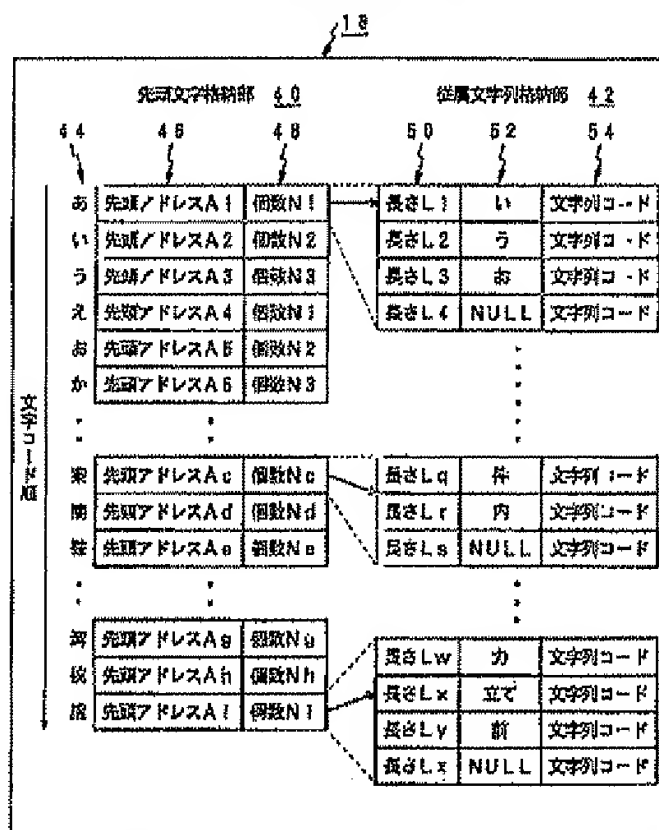 18
先頭文字格納部 40 従属文字列格納部 42
44 46 48 50 52 54
あ 先頭アドレスA1 個数N1 長さL1 い 文字列コード
い 先頭アドレスA2 個数N2 長さL2 う 文字列コード
う 先頭アドレスA3 個数N3 長さL3 お 文字列コード
え 先頭アドレスA4 個数N1 長さL4 NULL 文字列コード
お 先頭アドレスA5 個数N2
か 先頭アドレスA6 個数N3
文字コード順
案 先頭アドレスAc 個数Nc 長さLq 件 文字列コード
先頭アドレスAd 個数Nd 長さLr 内 文字列コード
先頭アドレスAe 個数Ne 長さLs NULL 文字列コード
先頭アドレスAg 個数Ng 長さLw 力 文字列コード
先頭アドレスAh 個数Nh 長さLx 立て 文字列コード
腕 先頭アドレスAi 個数Ni 長さLy 前 文字列コード
長さLx NULL 文字列コード